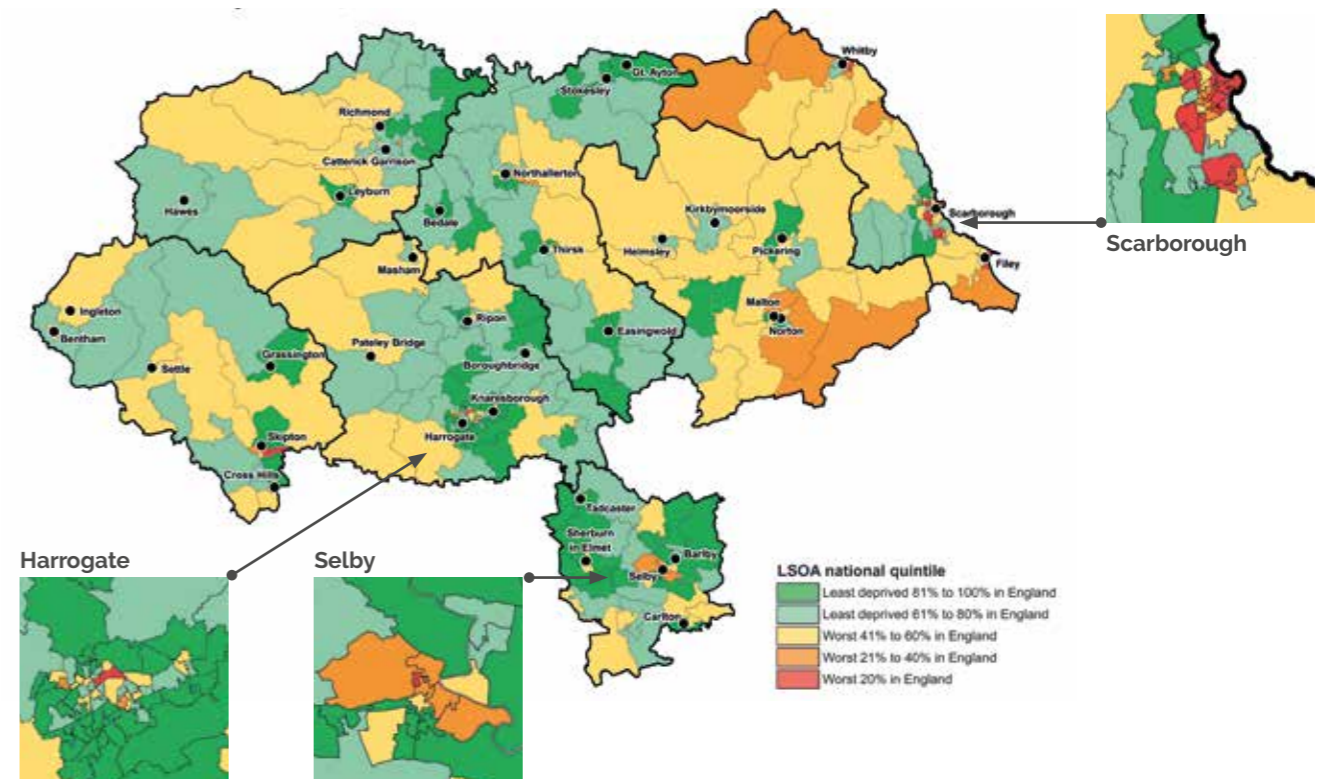 Whitby
Gt. Ayton
Stokesley
Richmond
Catterick Garrison
Northallerton
Leyburn
Hawes
Bedale
Kirkbymoorside
Scarborough
Scarborough
Helmsley
Pickering
Thirsk
Masham
Filey
Ingleton
Malton
Norton
Ripon
Bentham
Easingwold
Pateley Bridge
Grassington
Settle
Boroughbridge
Knaresborough
Harrogate
Skipton
Cross Hills
Tadcaster
Sherburn
in Elmet
Barlby
Selby
Carlton
Harrogate
Selby
LSOA national quintile
Least deprived 81% to 100% in England
Least deprived 61% to 80% in England
Worst 41% to 60% in England
Worst 21% to 40% in England
Worst 20% in England